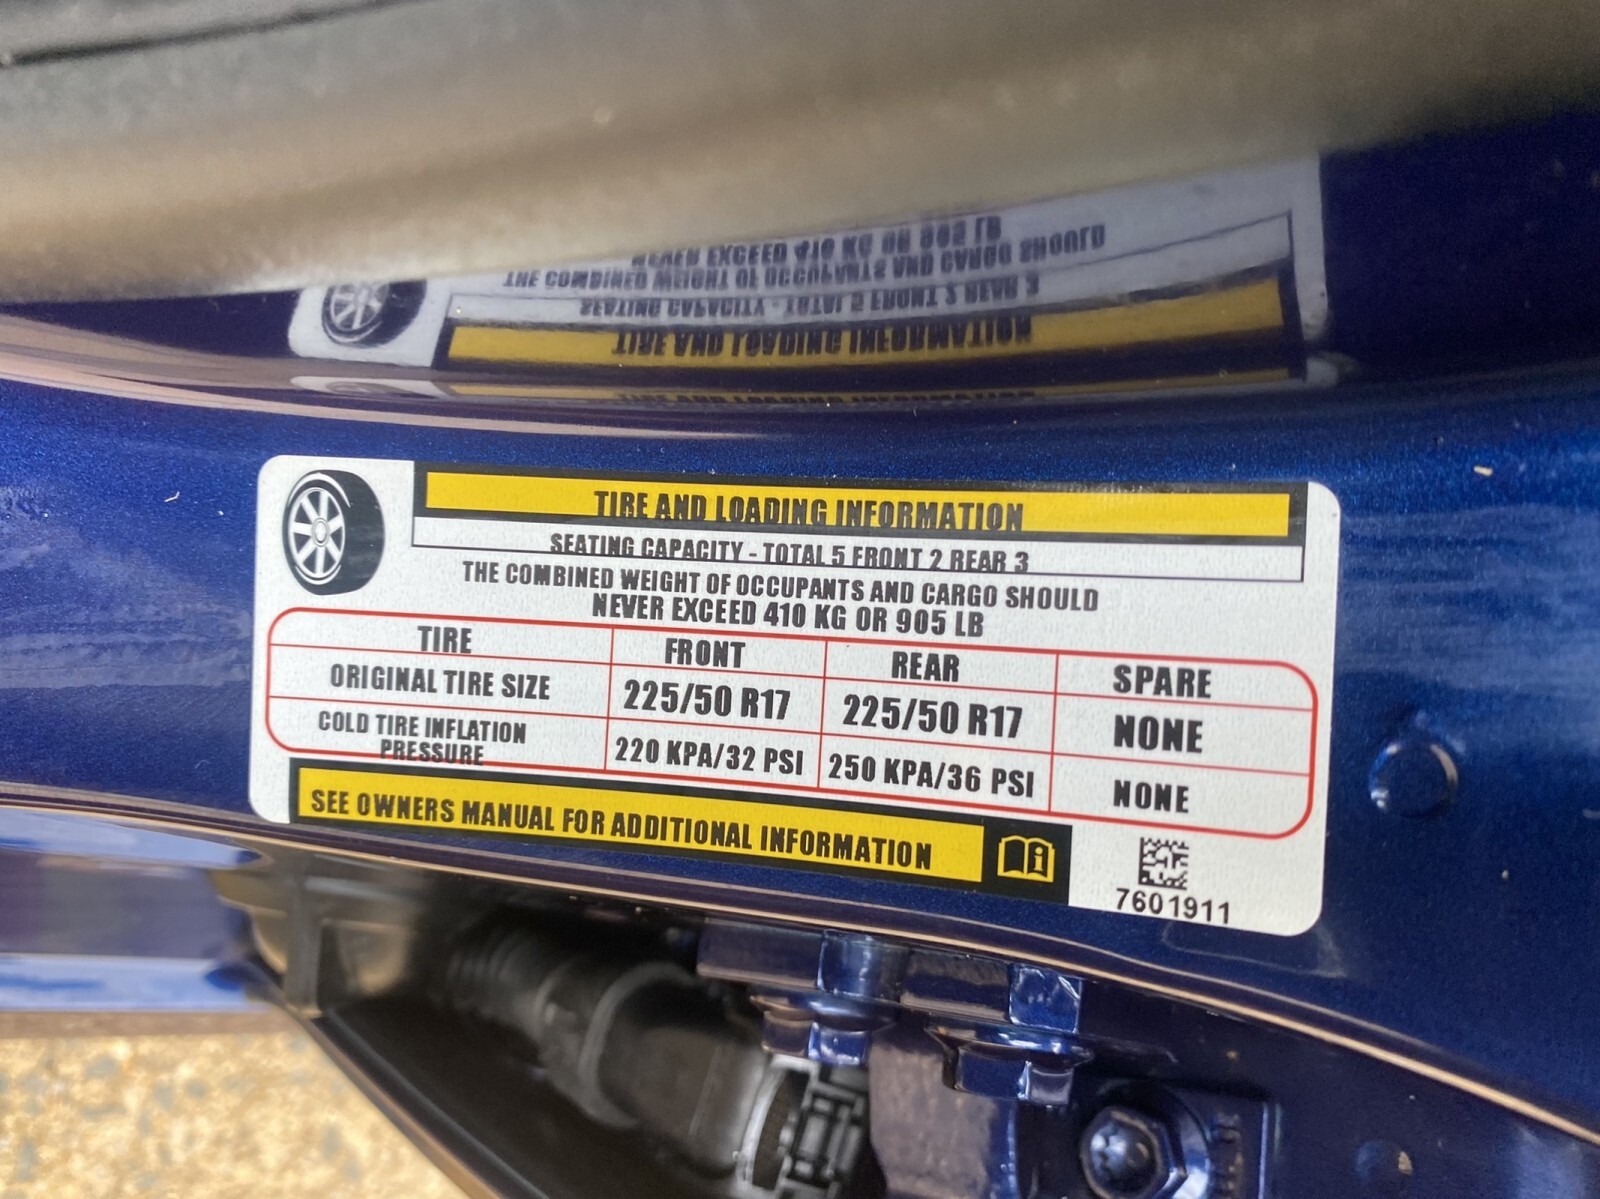 TIRE AND LOADING INFORMATION
SEATING CAPACITY - TOTAL 5 FRONT 2 REAR 3
THE COMBINED WEIGHT OF OCCUPANTS AND CARGO SHOULD
NEVER EXCEED 410 KG OR 905 LB
TIRE FRONT REAR SPARE
ORIGINAL TIRE SIZE 225/50 R17 225/50 R17 NONE
COLD TIRE INFLATION
PRESSURE 220 KPA/32 PSI 250 KPA/36 PSI NONE
SEE OWNERS MANUAL FOR ADDITIONAL INFORMATION
7601911